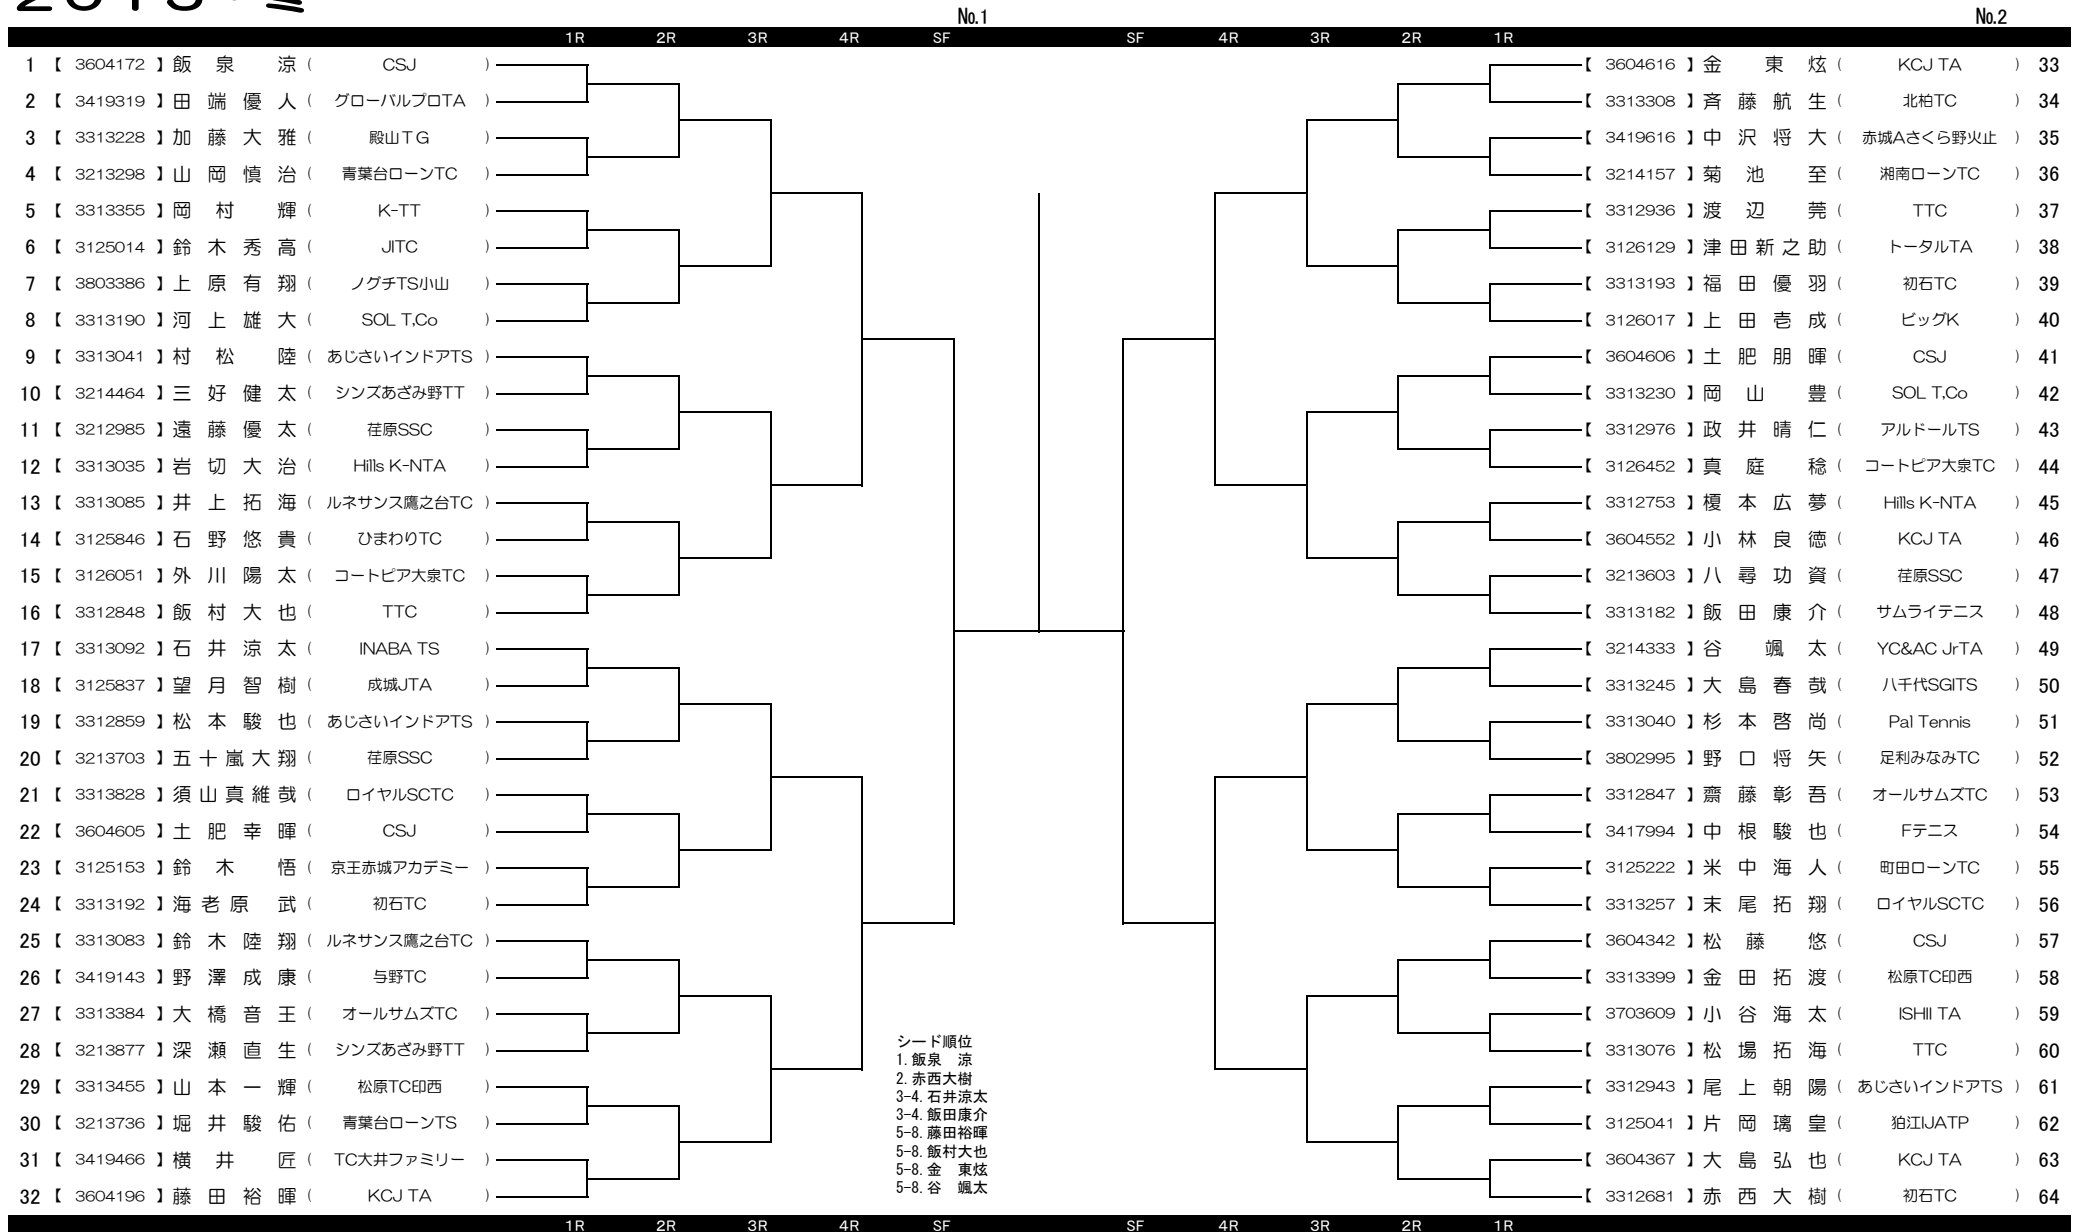 No.1 No.2
1R 2R 3R 4R SF SF 4R 3R 2R 1R
1 【 3604172 】 飯 泉 涼 ( CSJ )
2 【 3419319 】 田 端 優 人 ( グローバルプロTA )
3 【 3313228 】 加 藤 大 雅 ( 殿山TG )
4 【 3213298 】 山 岡 慎 治 ( 青葉台ローンTC )
5 【 3313355 】 岡 村 輝 ( K-TT )
6 【 3125014 】 鈴 木 秀 高 ( JITC )
7 【 3803386 】 上 原 有 翔 ( ノグチTS小山 )
8 【 3313190 】 河 上 雄 大 ( SOL T,Co )
9 【 3313041 】 村 松 陸 ( あじさいインドアTS )
10 【 3214464 】 三 好 健 太 ( シンズあざみ野TT )
11 【 3212985 】 遠 藤 優 太 ( 荏原SSC )
12 【 3313035 】 岩 切 大 治 ( Hills K-NTA )
13 【 3313085 】 井 上 拓 海 ( ルネサンス鷹之台TC )
14 【 3125846 】 石 野 悠 貴 ( ひまわりTC )
15 【 3126051 】 外 川 陽 太 ( コートピア大泉TC )
16 【 3312848 】 飯 村 大 也 ( TTC )
17 【 3313092 】 石 井 涼 太 ( INABA TS )
18 【 3125837 】 望 月 智 樹 ( 成城JTA )
19 【 3312859 】 松 本 駿 也 ( あじさいインドアTS )
20 【 3213703 】 五 十 嵐 大 翔 ( 荏原SSC )
21 【 3313828 】 須 山 真 維 哉 ( ロイヤルSCTC )
22 【 3604605 】 土 肥 幸 暉 ( CSJ )
23 【 3125153 】 鈴 木 悟 ( 京王赤城アカデミー )
24 【 3313192 】 海 老 原 武 ( 初石TC )
25 【 3313083 】 鈴 木 陸 翔 ( ルネサンス鷹之台TC )
26 【 3419143 】 野 澤 成 康 ( 与野TC )
27 【 3313384 】 大 橋 音 王 ( オールサムズTC )
28 【 3213877 】 深 瀬 直 生 ( シンズあざみ野TT )
29 【 3313455 】 山 本 一 輝 ( 松原TC印西 )
30 【 3213736 】 堀 井 駿 佑 ( 青葉台ローンTS )
31 【 3419466 】 横 井 匠 ( TC大井ファミリー )
32 【 3604196 】 藤 田 裕 暉 ( KCJ TA )
シード順位
1. 飯泉 涼
2. 赤西大樹
3-4. 石井涼太
3-4. 飯田康介
5-8. 藤田裕暉
5-8. 飯村大也
5-8. 金 東炫
5-8. 谷 颯太
【 3604616 】 金 東 炫 ( KCJ TA ) 33
【 3313308 】 斉 藤 航 生 ( 北柏TC ) 34
【 3419616 】 中 沢 将 大 ( 赤城Aさくら野火止 ) 35
【 3214157 】 菊 池 至 ( 湘南ローンTC ) 36
【 3312936 】 渡 辺 莞 ( TTC ) 37
【 3126129 】 津 田 新 之 助 ( トータルTA ) 38
【 3313193 】 福 田 優 羽 ( 初石TC ) 39
【 3126017 】 上 田 壱 成 ( ビッグK ) 40
【 3604606 】 土 肥 朋 暉 ( CSJ ) 41
【 3313230 】 岡 山 豊 ( SOL T,Co ) 42
【 3312976 】 政 井 晴 仁 ( アルドールTS ) 43
【 3126452 】 真 庭 稔 ( コートピア大泉TC ) 44
【 3312753 】 榎 本 広 夢 ( Hills K-NTA ) 45
【 3604552 】 小 林 良 徳 ( KCJ TA ) 46
【 3213603 】 八 尋 功 資 ( 荏原SSC ) 47
【 3313182 】 飯 田 康 介 ( サムライテニス ) 48
【 3214333 】 谷 颯 太 ( YC&AC JrTA ) 49
【 3313245 】 大 島 春 哉 ( 八千代SGITS ) 50
【 3313040 】 杉 本 啓 尚 ( Pal Tennis ) 51
【 3802995 】 野 口 将 矢 ( 足利みなみTC ) 52
【 3312847 】 齋 藤 彰 吾 ( オールサムズTC ) 53
【 3417994 】 中 根 駿 也 ( Fテニス ) 54
【 3125222 】 米 中 海 人 ( 町田ローンTC ) 55
【 3313257 】 末 尾 拓 翔 ( ロイヤルSCTC ) 56
【 3604342 】 松 藤 悠 ( CSJ ) 57
【 3313399 】 金 田 拓 渡 ( 松原TC印西 ) 58
【 3703609 】 小 谷 海 太 ( ISHII TA ) 59
【 3313076 】 松 場 拓 海 ( TTC ) 60
【 3312943 】 尾 上 朝 陽 ( あじさいインドアTS ) 61
【 3125041 】 片 岡 璃 皇 ( 狛江IJATP ) 62
【 3604367 】 大 島 弘 也 ( KCJ TA ) 63
【 3312681 】 赤 西 大 樹 ( 初石TC ) 64
1R 2R 3R 4R SF SF 4R 3R 2R 1R